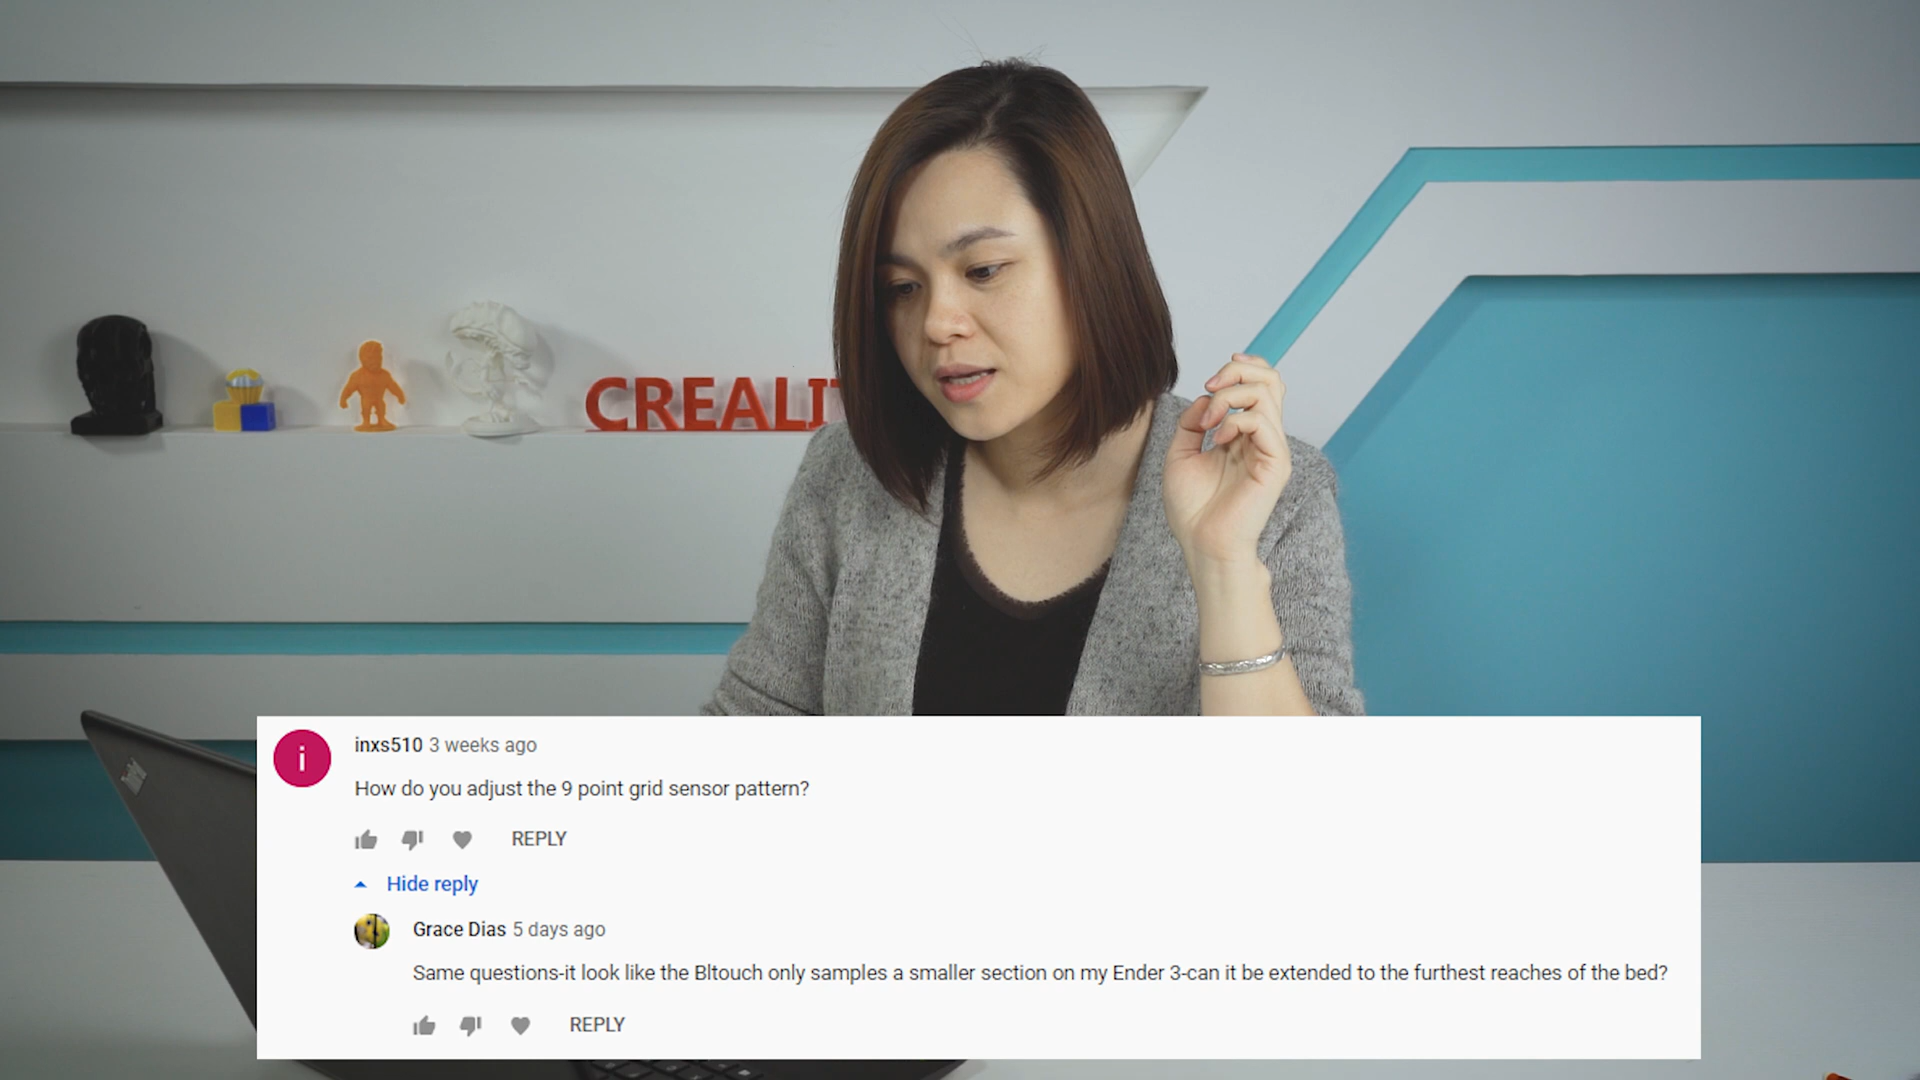 CREALIT
i
inxs510 3 weeks ago
How do you adjust the 9 point grid sensor pattern?
REPLY
Hide reply
Grace Dias 5 days ago
Same questions-it look like the Bltouch only samples a smaller section on my Ender 3-can it be extended to the furthest reaches of the bed?
REPLY